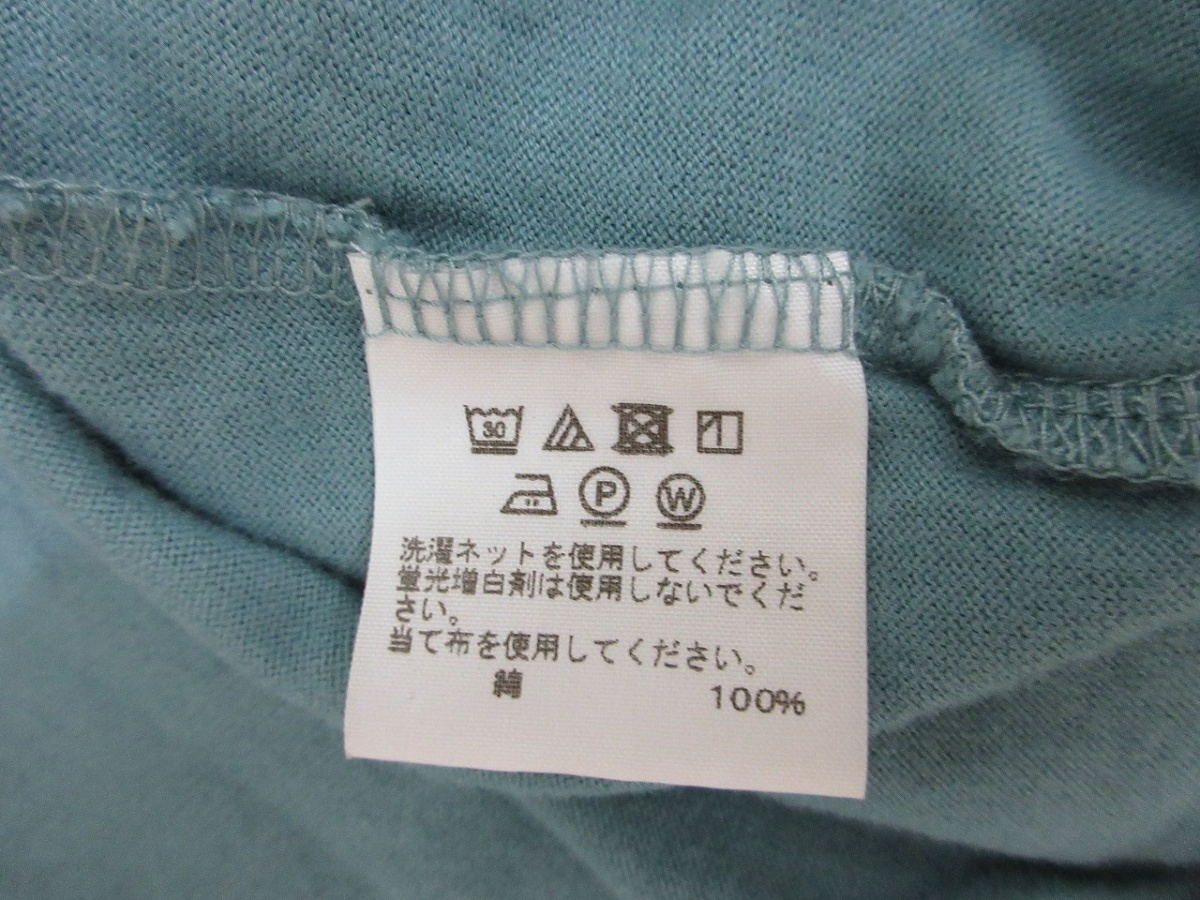 30
P W
洗濯ネットを使用してください。
蛍光増白剤は使用しないでくだ
さい。
当て布を使用してください。
綿 100%